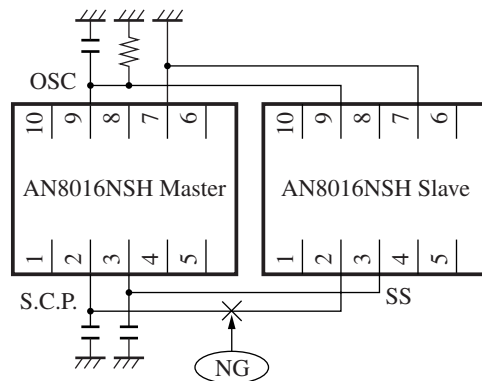 OSC
10 9 8 7 6
10 9 8 7 6
AN8016NSH Master
AN8016NSH Slave
1 2 3 4 5
1 2 3 4 5
S.C.P.
SS
NG